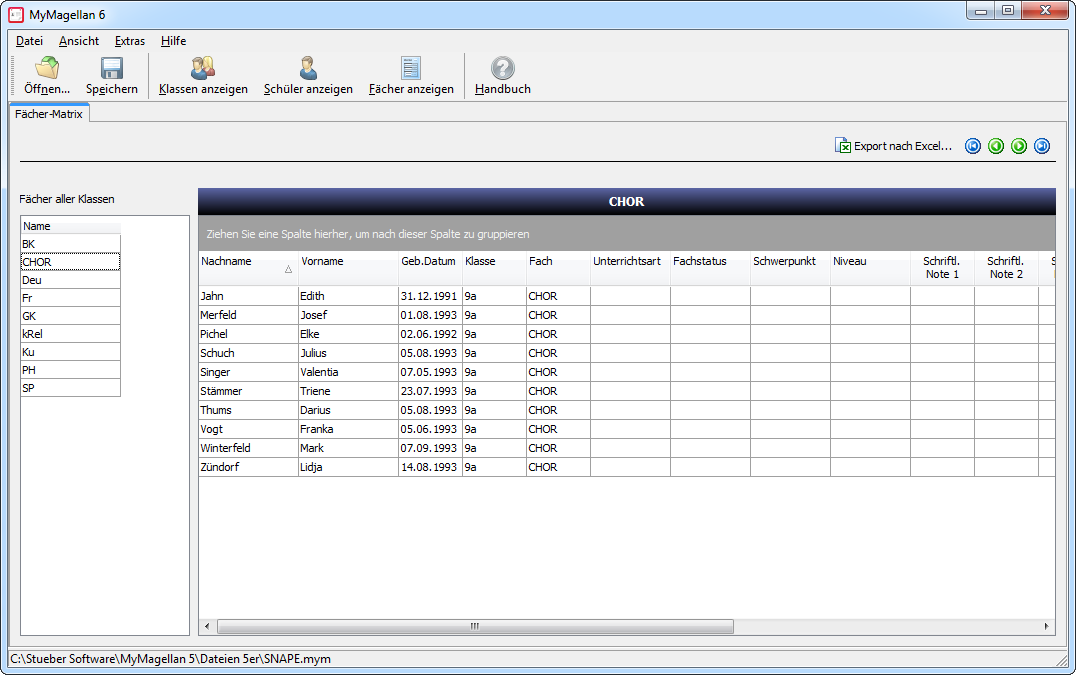 MyMagellan 6
Datei Ansicht Extras Hilfe
Öffnen... Speichern Klassen anzeigen Schüler anzeigen Fächer anzeigen Handbuch
Fächer-Matrix
Export nach Excel...
Fächer aller Klassen
Name
BK
CHOR
Deu
Fr
GK
kRel
Ku
PH
SP
CHOR
Ziehen Sie eine Spalte hierher, um nach dieser Spalte zu gruppieren
Nachname Vorname Geb.Datum Klasse Fach Unterrichtsart Fachstatus Schwerpunkt Niveau Schriftl. Note 1 Schriftl. Note 2
Jahn Edith 31.12.1991 9a CHOR
Merfeld Josef 01.08.1993 9a CHOR
Pichel Elke 02.06.1992 9a CHOR
Schuch Julius 05.08.1993 9a CHOR
Singer Valentia 07.05.1993 9a CHOR
Stämmer Triene 23.07.1993 9a CHOR
Thums Darius 05.08.1993 9a CHOR
Vogt Franka 05.06.1993 9a CHOR
Winterfeld Mark 07.09.1993 9a CHOR
Zündorf Lidja 14.08.1993 9a CHOR
C:\Stueber Software\MyMagellan 5\Dateien 5er\SNAPE.mym